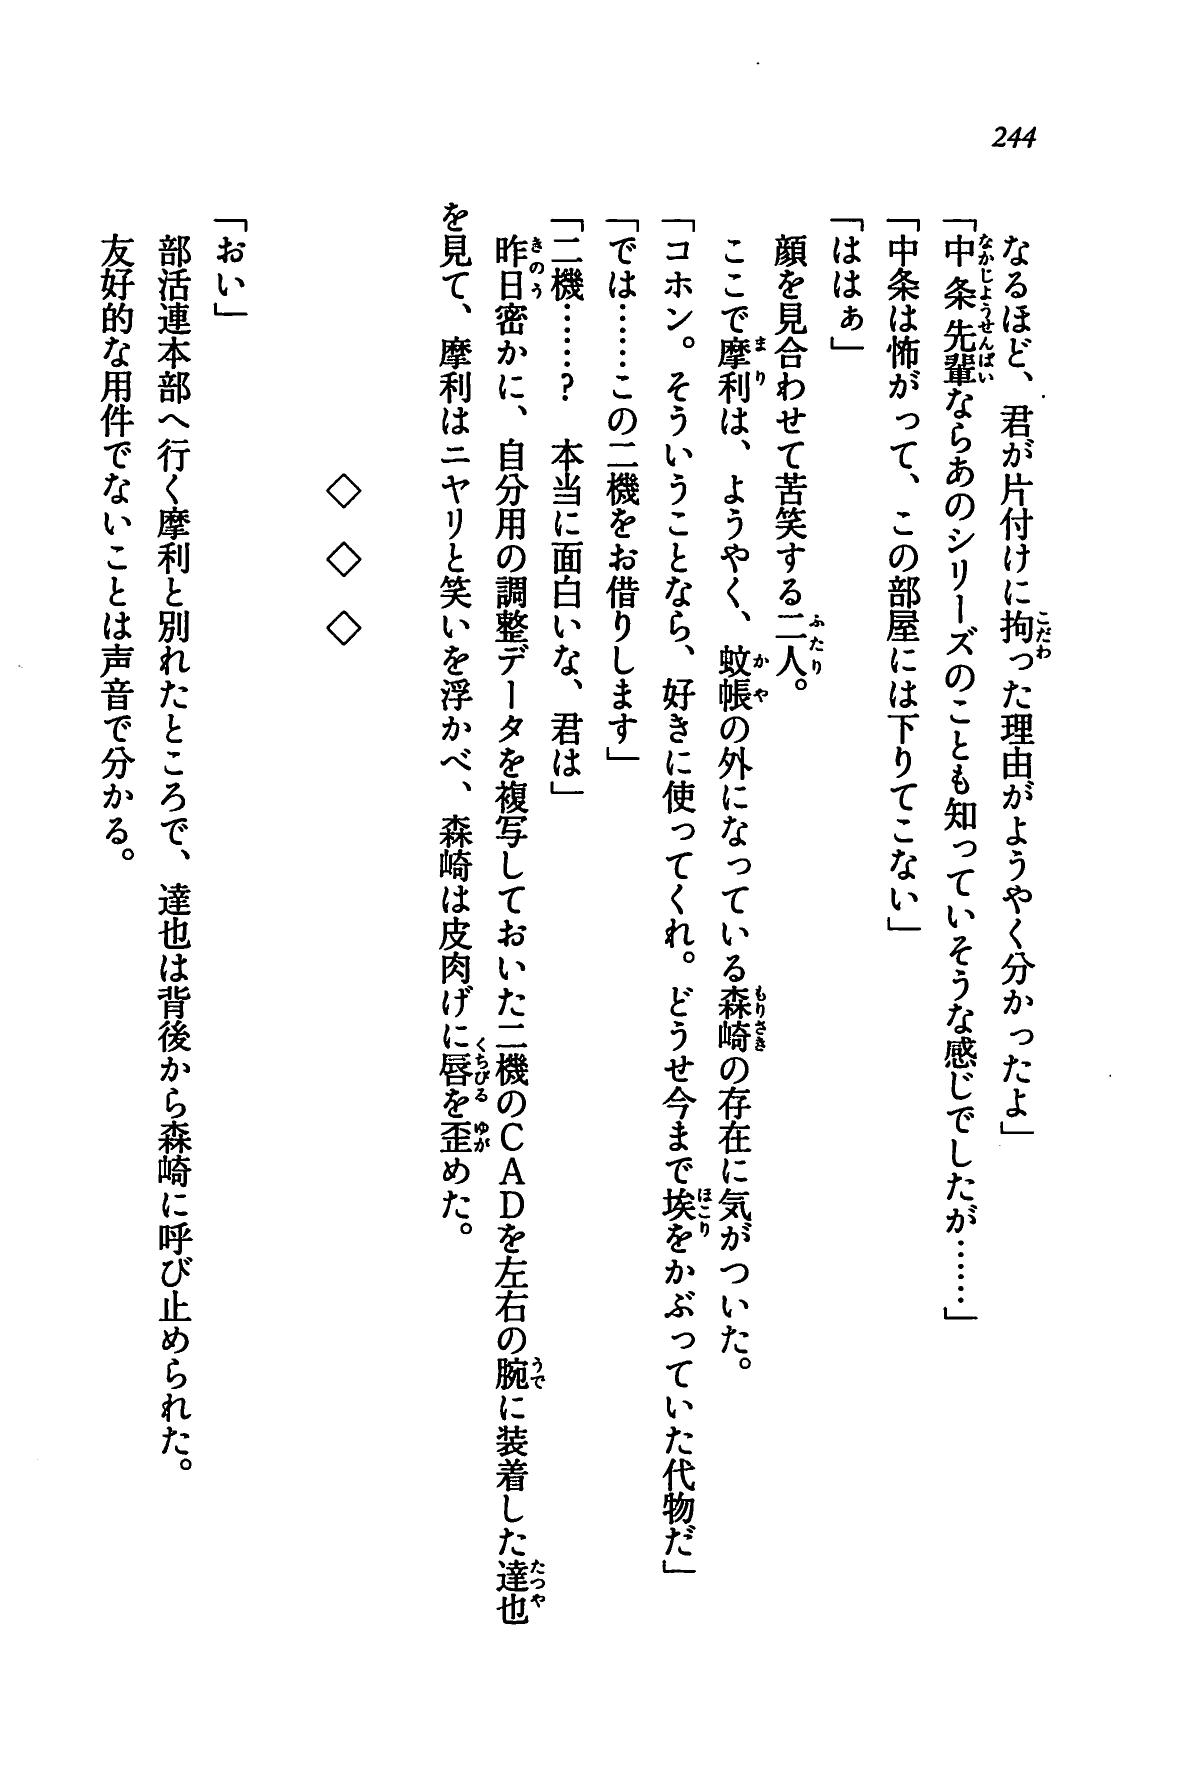 244
なるほど、君が片付けに拘った理由がようやく分かったよ」
「中条先輩ならあのシリーズのことも知っていそうな感じでしたが……」
「中条は怖がって、この部屋には下りてこない」
「ははぁ」
顔を見合わせて苦笑する二人。
ここで摩利は、ようやく、蚊帳の外になっている森崎の存在に気がついた。
「コホン。そういうことなら、好きに使ってくれ。どうせ今まで埃をかぶっていた代物だ」
「では……この二機をお借りします」
「二機……？　本当に面白いな、君は」
昨日密かに、自分用の調整データを複写しておいた二機のＣＡＤを左右の腕に装着した達也
を見て、摩利はニヤリと笑いを浮かべ、森崎は皮肉げに唇を歪めた。
◇　◇　◇
「おい」
部活連本部へ行く摩利と別れたところで、達也は背後から森崎に呼び止められた。
友好的な用件でないことは声音で分かる。